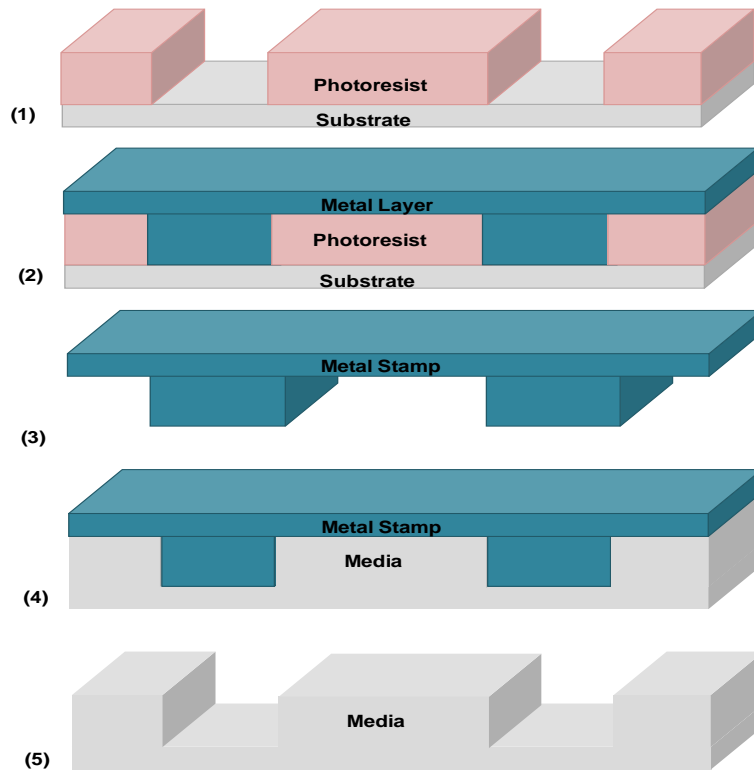 Photoresist
(1)
Substrate
Metal Layer
Photoresist
(2)
Substrate
Metal Stamp
(3)
Metal Stamp
Media
(4)
Media
(5)